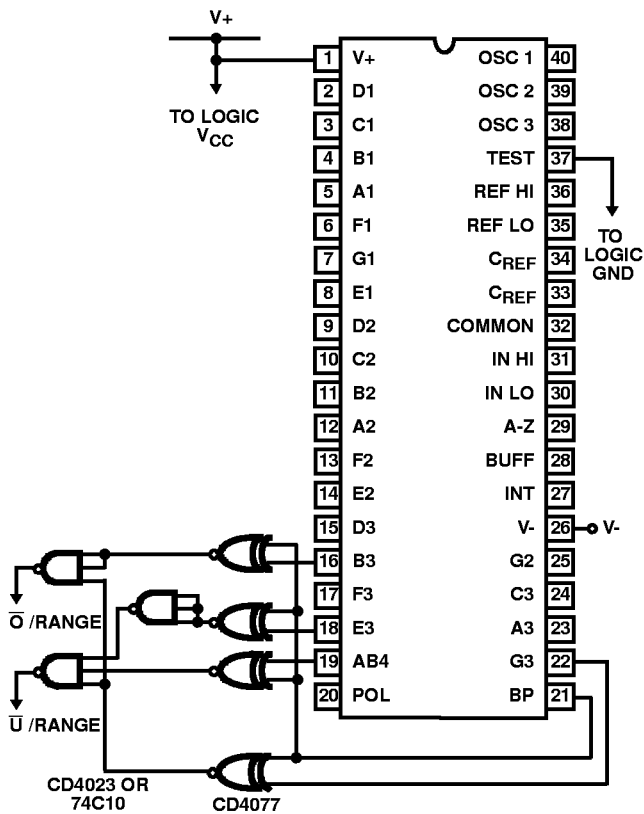 V+
TO LOGIC
VCC
1 V+ OSC 1 40
2 D1 OSC 2 39
3 C1 OSC 3 38
4 B1 TEST 37
5 A1 REF HI 36
6 F1 REF LO 35
7 G1 CREF 34
8 E1 CREF 33
9 D2 COMMON 32
10 C2 IN HI 31
11 B2 IN LO 30
12 A2 A-Z 29
13 F2 BUFF 28
14 E2 INT 27
15 D3 V- 26 V-
16 B3 G2 25
17 F3 C3 24
18 E3 A3 23
19 AB4 G3 22
20 POL BP 21
TO
LOGIC
GND
O̅ /RANGE
U̅ /RANGE
CD4023 OR
74C10
CD4077